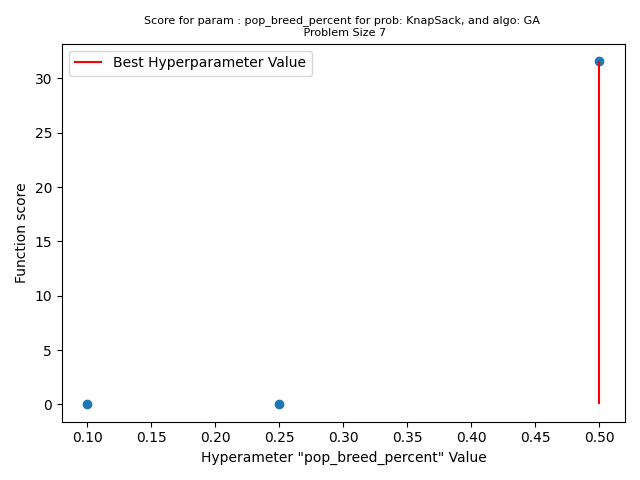 Score for param : pop_breed_percent for prob: KnapSack, and algo: GA
Problem Size 7
Best Hyperparameter Value
Function score
30
25
20
15
10
5
0
0.10 0.15 0.20 0.25 0.30 0.35 0.40 0.45 0.50
Hyperameter "pop_breed_percent" Value